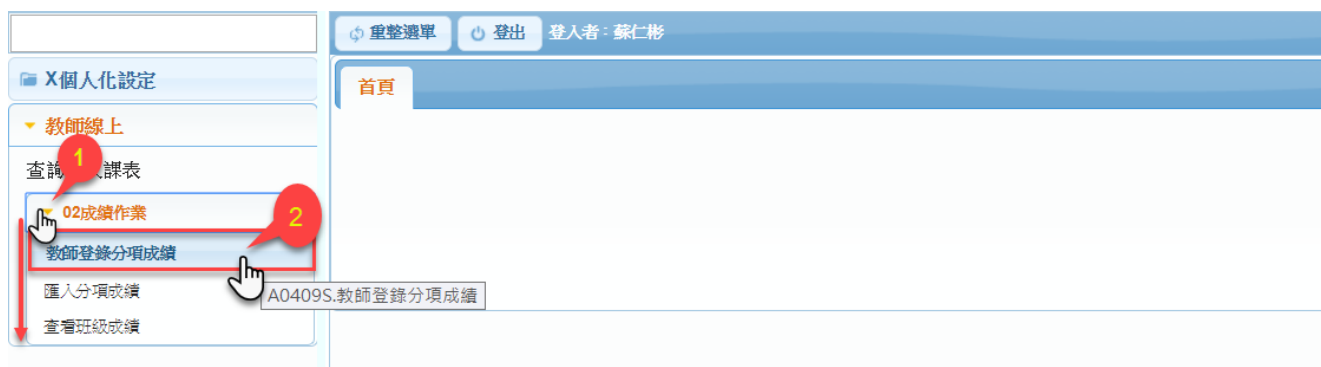 重整選單
登出
登入者：蘇仁彬
X個人化設定
首頁
教師線上
1
查詢 課表
02成績作業
2
教師登錄分項成績
匯入分項成績
A0409S.教師登錄分項成績
查看班級成績